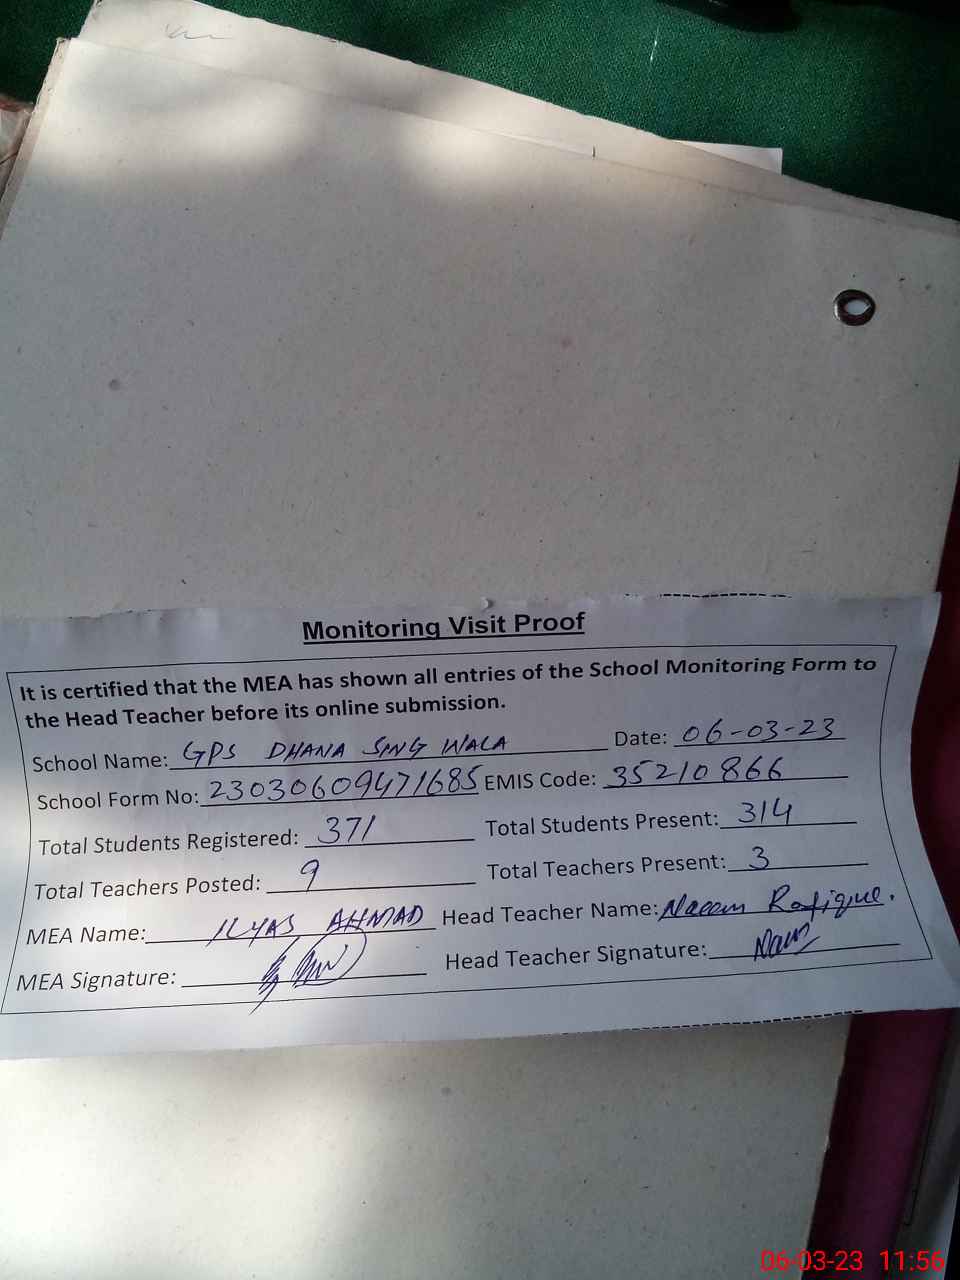 Monitoring Visit Proof
It is certified that the MEA has shown all entries of the School Monitoring Form to
the Head Teacher before its online submission.
School Name: GPS DHANA SING WALA Date: 06-03-23
School Form No: 23030609471685 EMIS Code: 35210866
Total Students Registered: 371 Total Students Present: 314
Total Teachers Posted: 9 Total Teachers Present: 3
MEA Name: ILYAS AHMAD Head Teacher Name: Naeem Rafique.
MEA Signature: Head Teacher Signature:
06-03-23 11:56